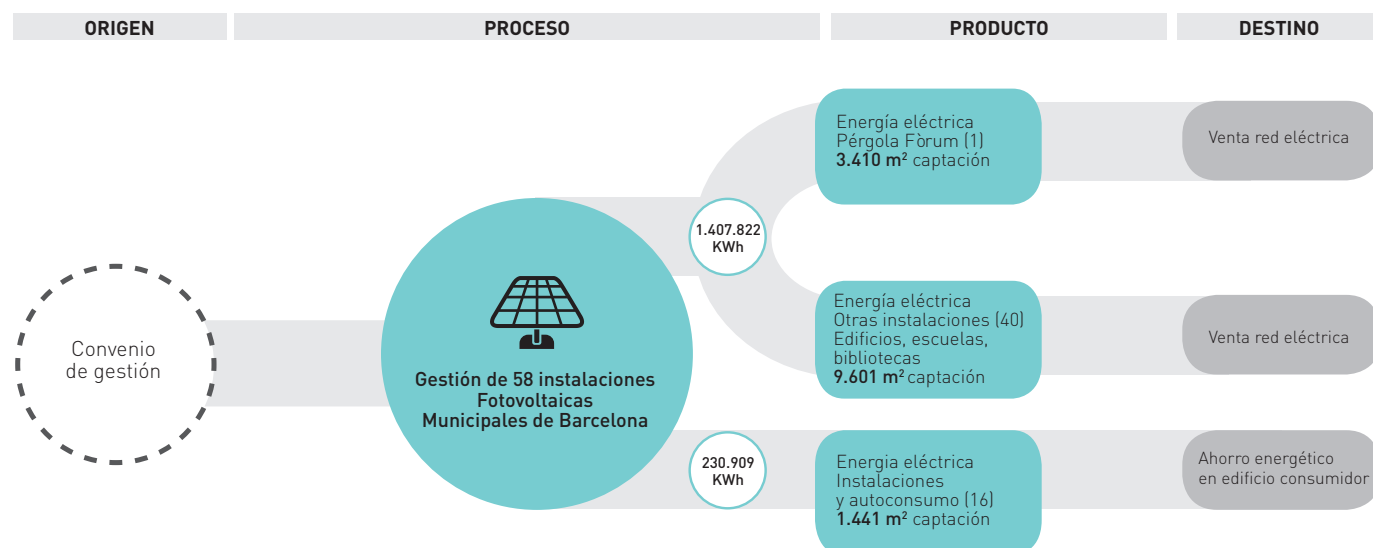 ORIGEN
PROCESO
PRODUCTO
DESTINO
Convenio
de gestión
Gestión de 58 instalaciones
Fotovoltaicas
Municipales de Barcelona
1.407.822
KWh
230.909
KWh
Energía eléctrica
Pérgola Fòrum (1)
3.410 m² captación
Venta red eléctrica
Energía eléctrica
Otras instalaciones (40)
Edificios, escuelas,
bibliotecas
9.601 m² captación
Venta red eléctrica
Energia eléctrica
Instalaciones
y autoconsumo (16)
1.441 m² captación
Ahorro energético
en edificio consumidor